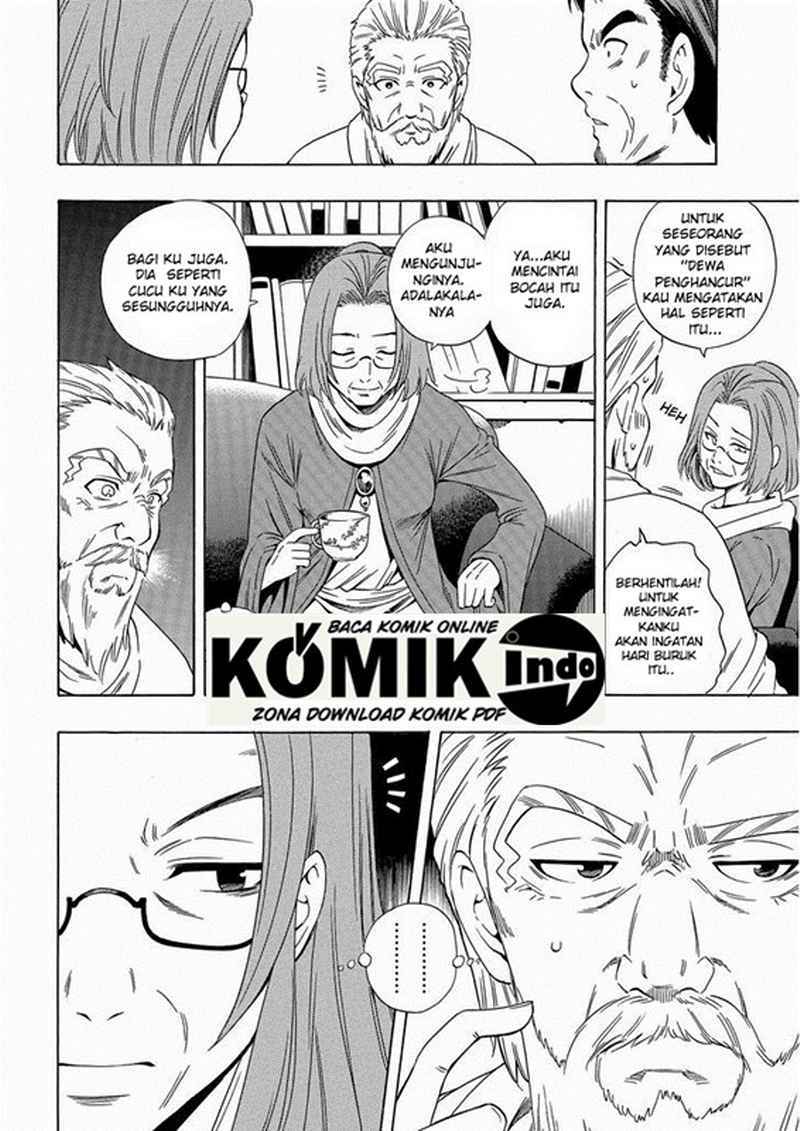 UNTUK
SESEORANG
YANG DISEBUT
"DEWA
PENGHANCUR"
KAU MENGATAKAN
HAL SEPERTI
ITU...
HEH
BERHENTILAH!
UNTUK
MENGINGAT-
KANKU
AKAN INGATAN
HARI BURUK
ITU..
YA...AKU
MENCINTAI
BOCAH ITU
JUGA.
AKU
MENGUNJU-
NGINYA.
ADALAKALA-
NYA
BAGI KU JUGA.
DIA SEPERTI
CUCU KU YANG
SESUNGGUHNYA.
BACA KOMIK ONLINE
KOMIK Indo
ZONA DOWNLOAD KOMIK PDF